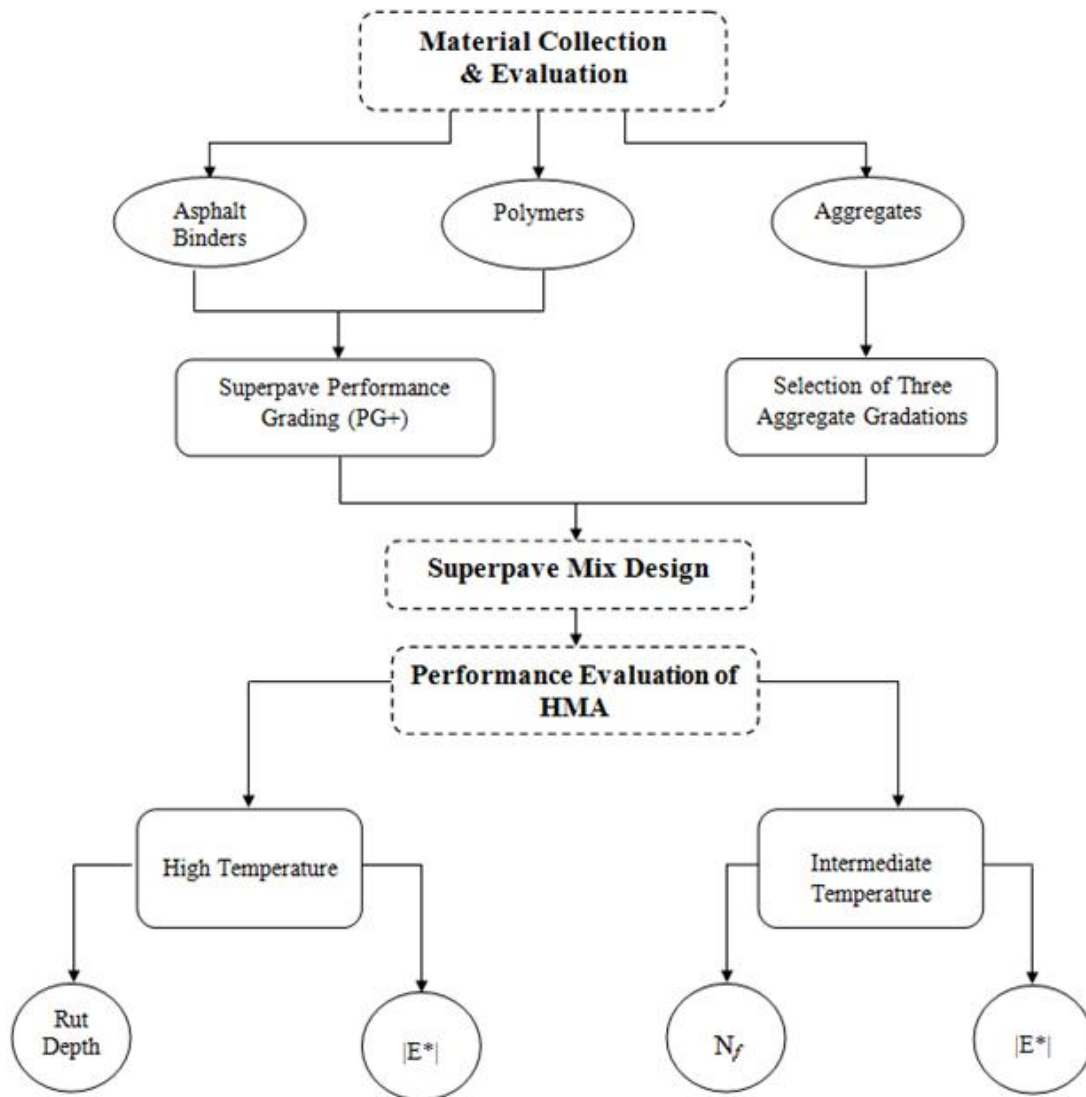 Material Collection
& Evaluation
Asphalt
Binders
Polymers
Aggregates
Superpave Performance
Grading (PG+)
Selection of Three
Aggregate Gradations
Superpave Mix Design
Performance Evaluation of
HMA
High Temperature
Intermediate
Temperature
Rut
Depth
|E*|
N𝑓
|E*|